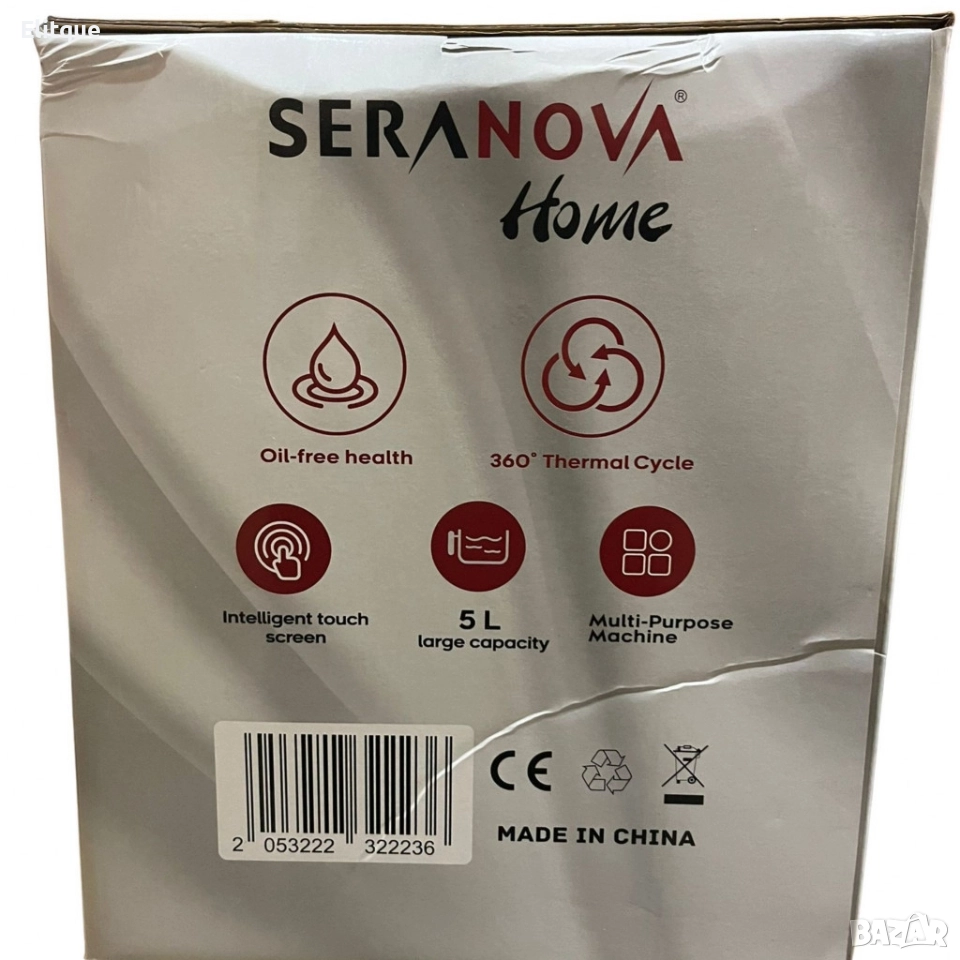 SERANOVA®
Home
Oil-free health
360° Thermal Cycle
Intelligent touch
screen
5 L
large capacity
Multi-Purpose
Machine
2 053222 322236
CE
MADE IN CHINA
BAZAR